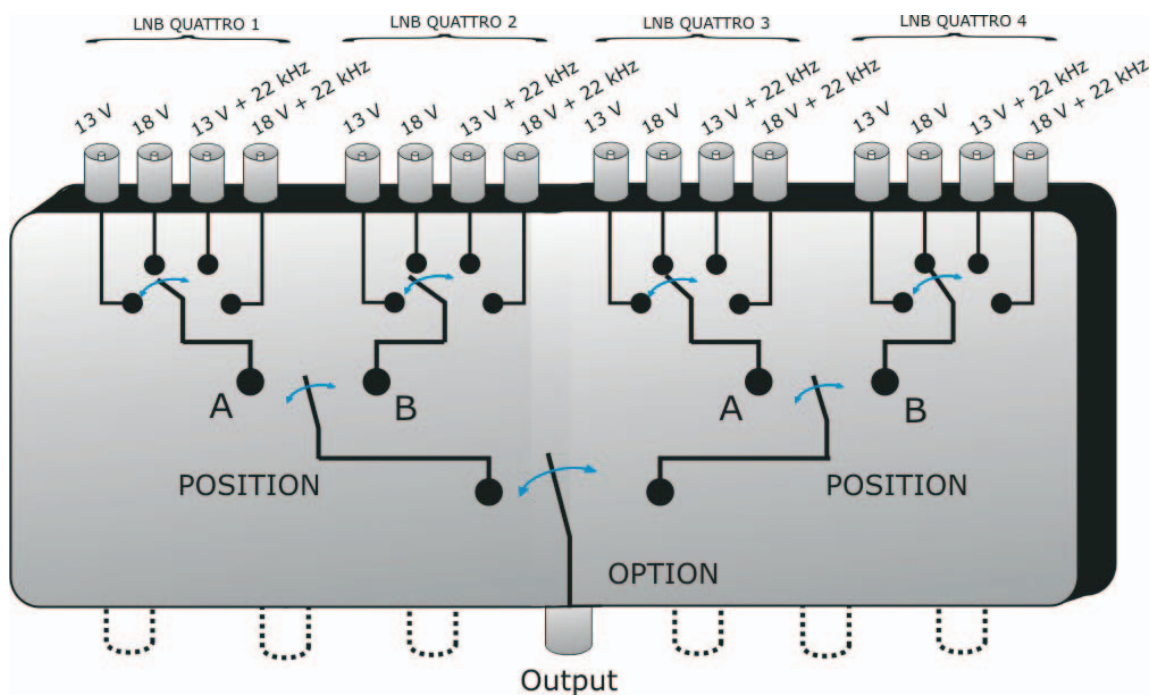 LNB QUATTRO 1
LNB QUATTRO 2
LNB QUATTRO 3
LNB QUATTRO 4
13 V
18 V
13 V + 22 kHz
18 V + 22 kHz
13 V
18 V
13 V + 22 kHz
18 V + 22 kHz
13 V
18 V
13 V + 22 kHz
18 V + 22 kHz
13 V
18 V
13 V + 22 kHz
18 V + 22 kHz
A
B
A
B
POSITION
POSITION
OPTION
Output